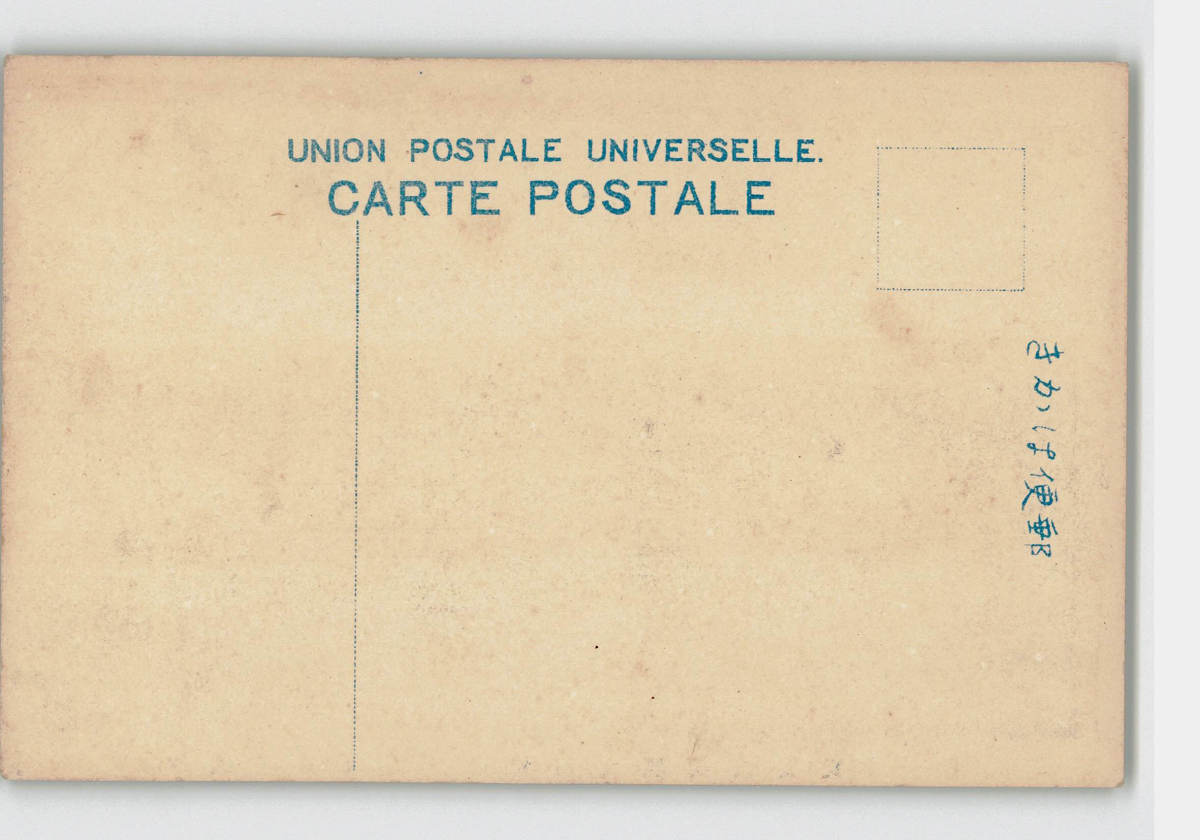 UNION POSTALE UNIVERSELLE.
CARTE POSTALE
郵便はかき